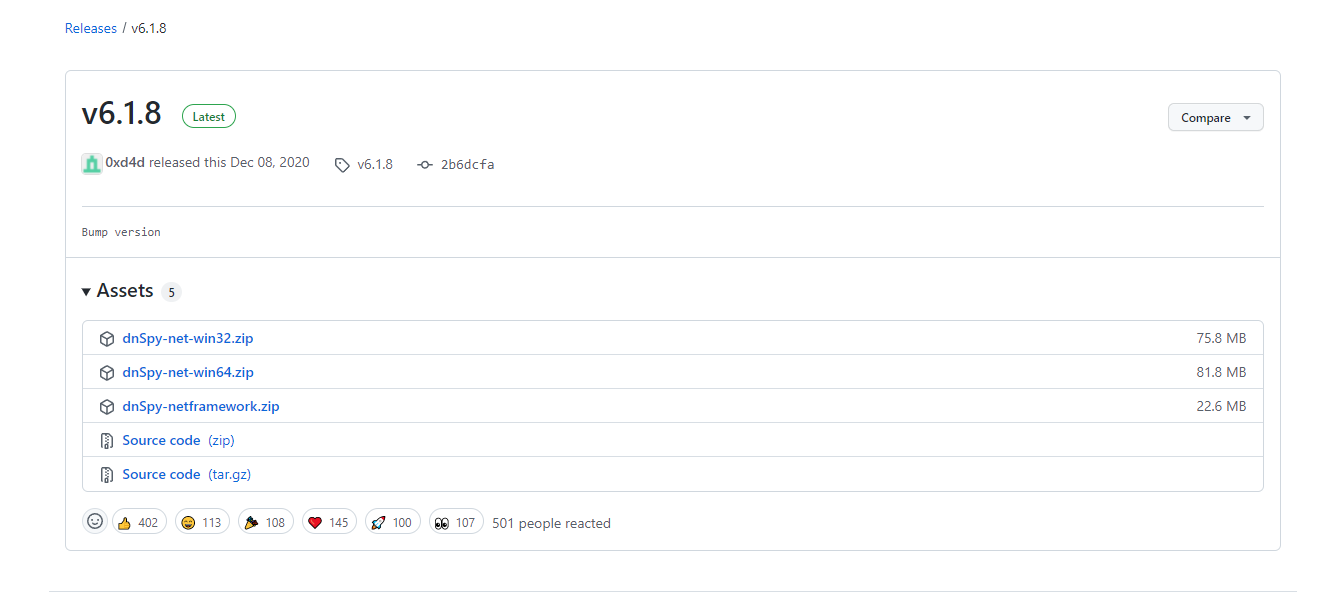 Releases / v6.1.8
v6.1.8 Latest
Compare
0xd4d released this Dec 08, 2020 v6.1.8 2b6dcfa
Bump version
Assets 5
dnSpy-net-win32.zip 75.8 MB
dnSpy-net-win64.zip 81.8 MB
dnSpy-netframework.zip 22.6 MB
Source code (zip)
Source code (tar.gz)
402 113 108 145 100 107 501 people reacted